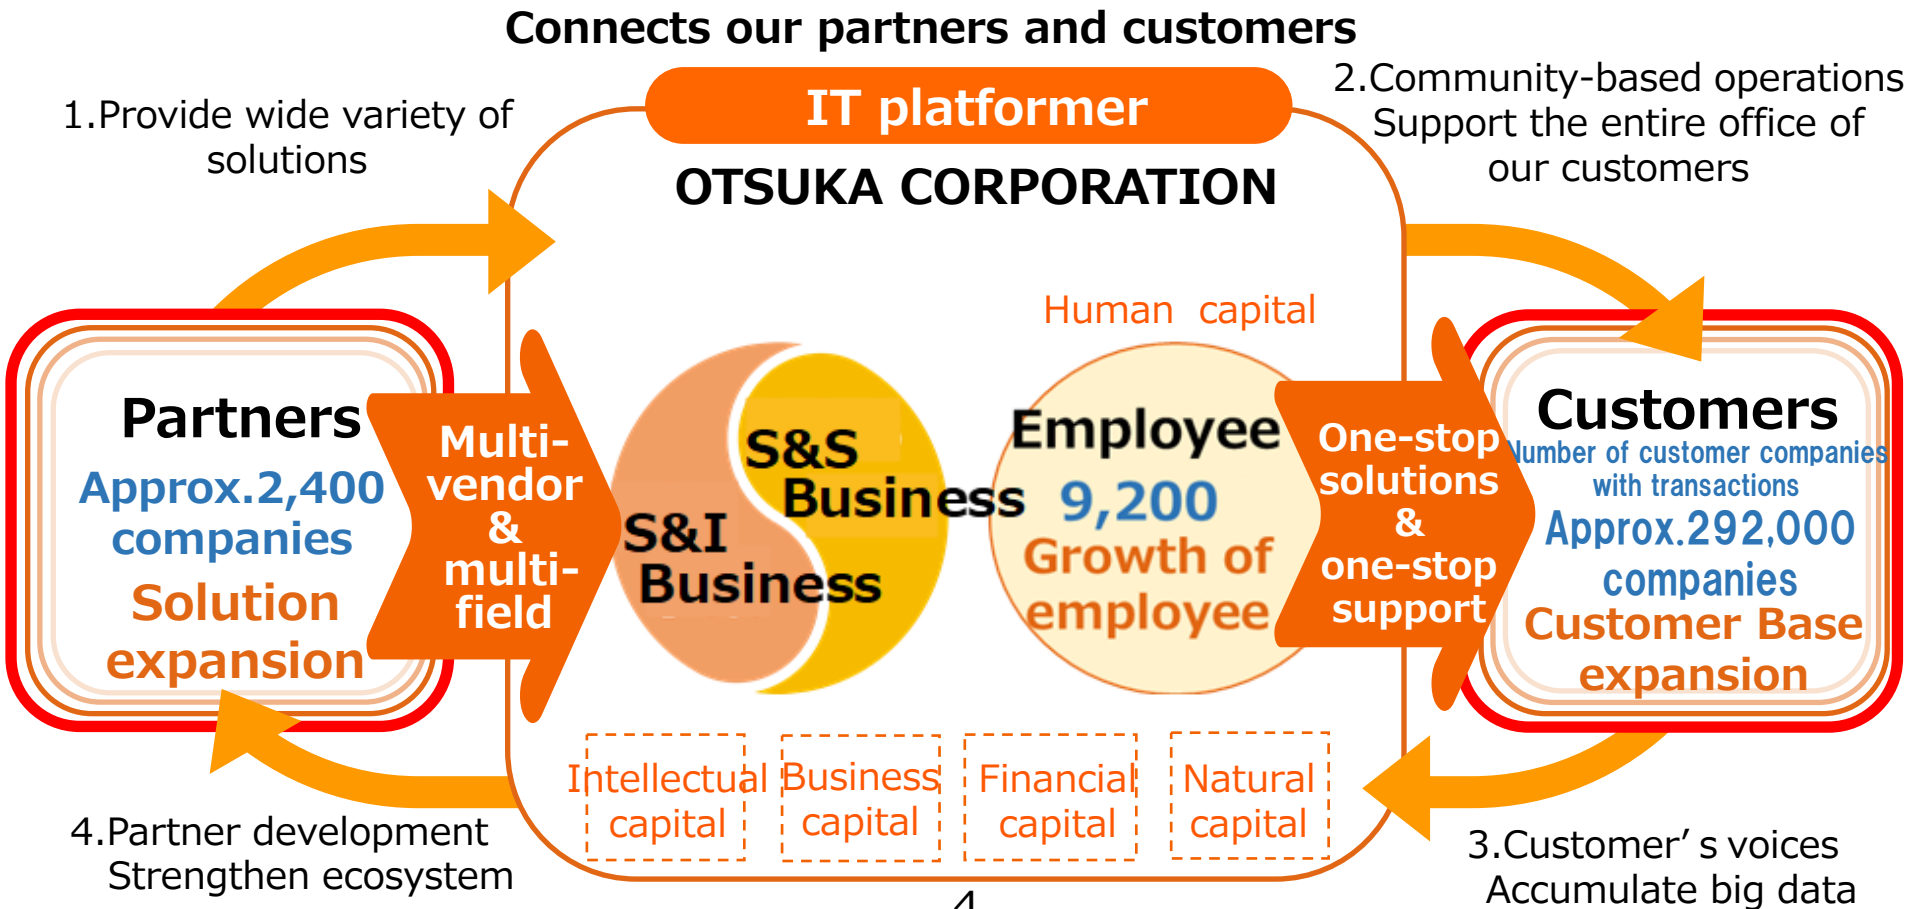 Connects our partners and customers
IT platformer
OTSUKA CORPORATION
1.Provide wide variety of
solutions
2.Community-based operations
Support the entire office of
our customers
Partners
Approx.2,400
companies
Solution
expansion
Multi-
vendor
&
multi-
field
S&S
Business
S&I
Business
Human capital
Employee
9,200
Growth of
employee
One-stop
solutions
&
one-stop
support
Customers
Number of customer companies
with transactions
Approx.292,000
companies
Customer Base
expansion
Intellectual
capital
Business
capital
Financial
capital
Natural
capital
4.Partner development
Strengthen ecosystem
3.Customer’s voices
Accumulate big data
4